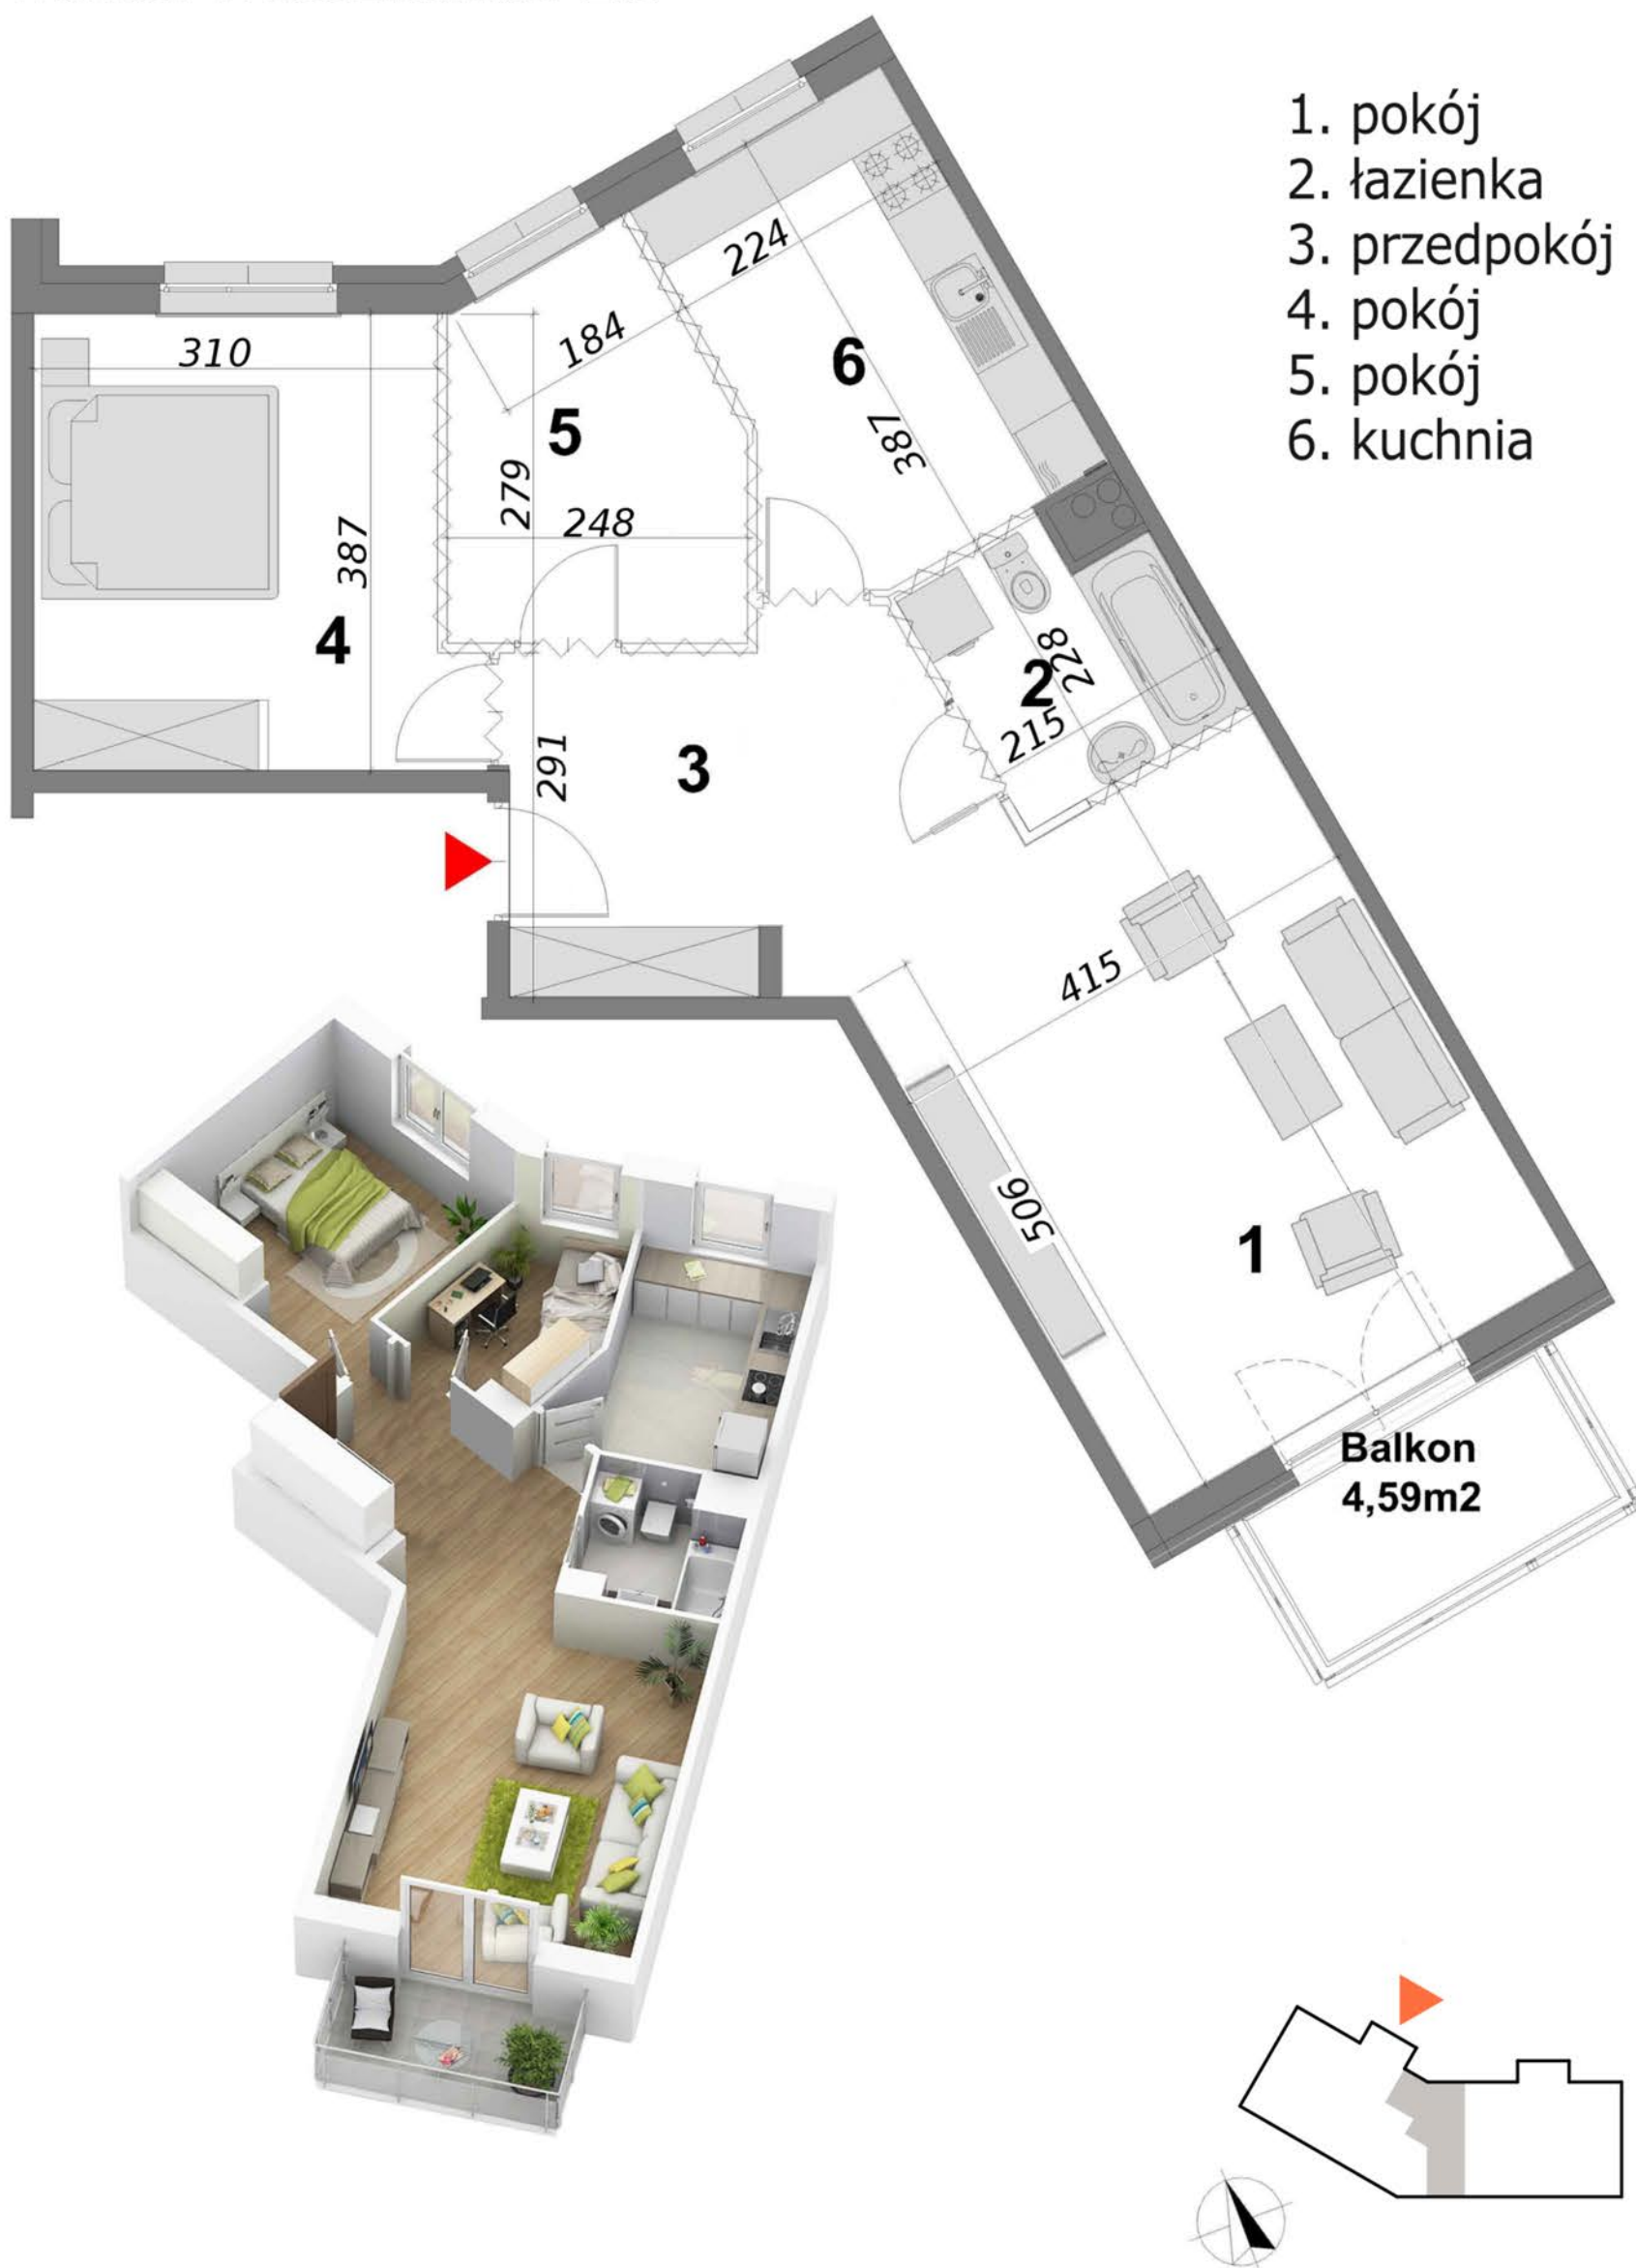 1. pokój
2. łazienka
3. przedpokój
4. pokój
5. pokój
6. kuchnia
224
184
310
6
5
387
279
248
387
4
228
2
215
291
3
415
506
1
Balkon
4,59m2